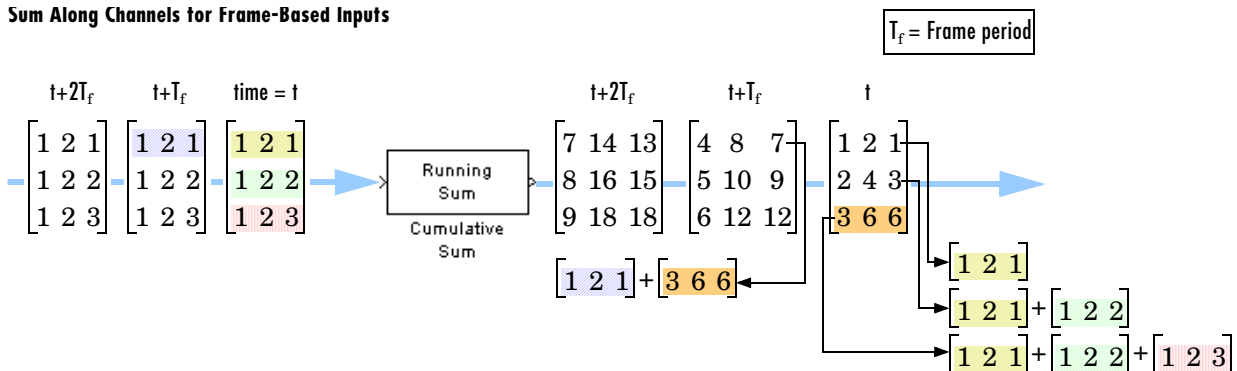 Sum Along Channels for Frame-Based Inputs
Tf = Frame period
t+2Tf t+Tf time = t t+2Tf t+Tf t
1 2 1 1 2 1 1 2 1 7 14 13 4 8 7 1 2 1
1 2 2 1 2 2 1 2 2 Running Sum 8 16 15 5 10 9 2 4 3
1 2 3 1 2 3 1 2 3 9 18 18 6 12 12 3 6 6
Cumulative
Sum
[1 2 1] + [3 6 6]
[1 2 1]
[1 2 1] + [1 2 2]
[1 2 1] + [1 2 2] + [1 2 3]